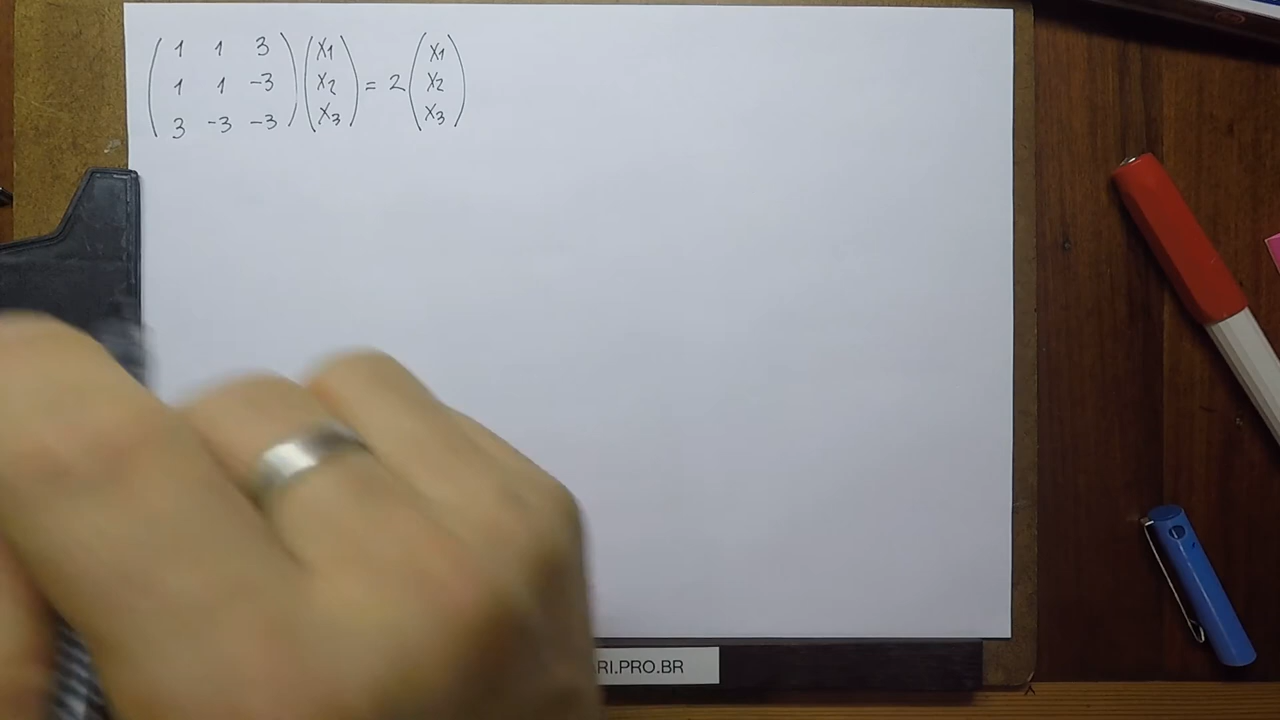 ( 1 1 3 ) ( x1 )   ( x1 )
( 1 1 -3 ) ( x2 ) = 2 ( x2 )
( 3 -3 -3 ) ( x3 )   ( x3 )
RI.PRO.BR